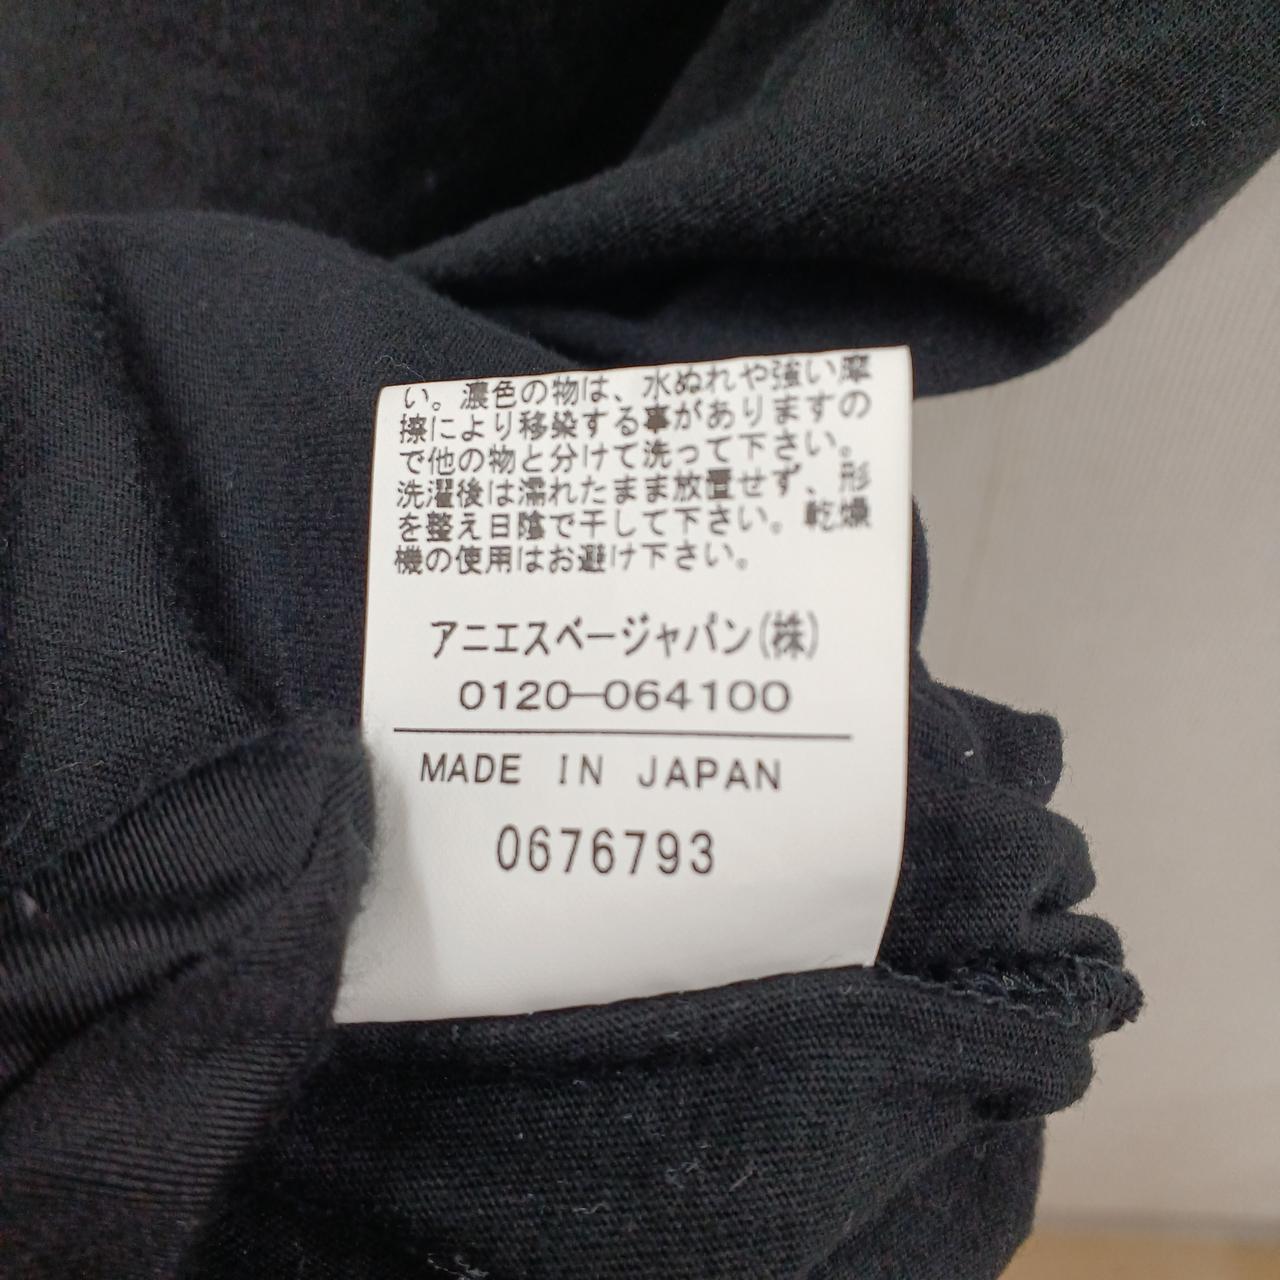 い。濃色の物は、水ぬれや強い摩
擦により移染する事がありますの
で他の物と分けて洗って下さい。
洗濯後は濡れたまま放置せず、形
を整え日陰で干して下さい。乾燥
機の使用はお避け下さい。
アニエスベージャパン(株)
0120-064100
MADE IN JAPAN
0676793